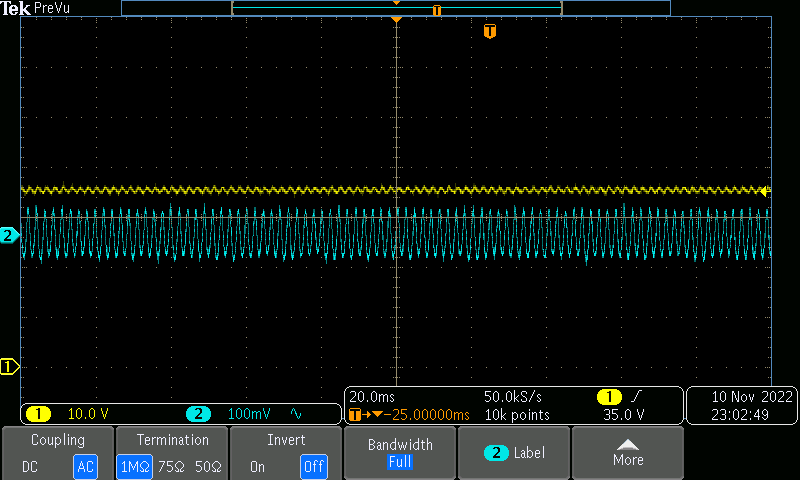 Tek PreVu
T
T
2
1
20.0ms 50.0kS/s 1 10 Nov 2022
1 10.0 V 2 100mV T→▼−25.00000ms 10k points 35.0 V 23:02:49
Coupling Termination Invert Bandwidth 2 Label More
DC AC 1MΩ 75Ω 50Ω On Off Full